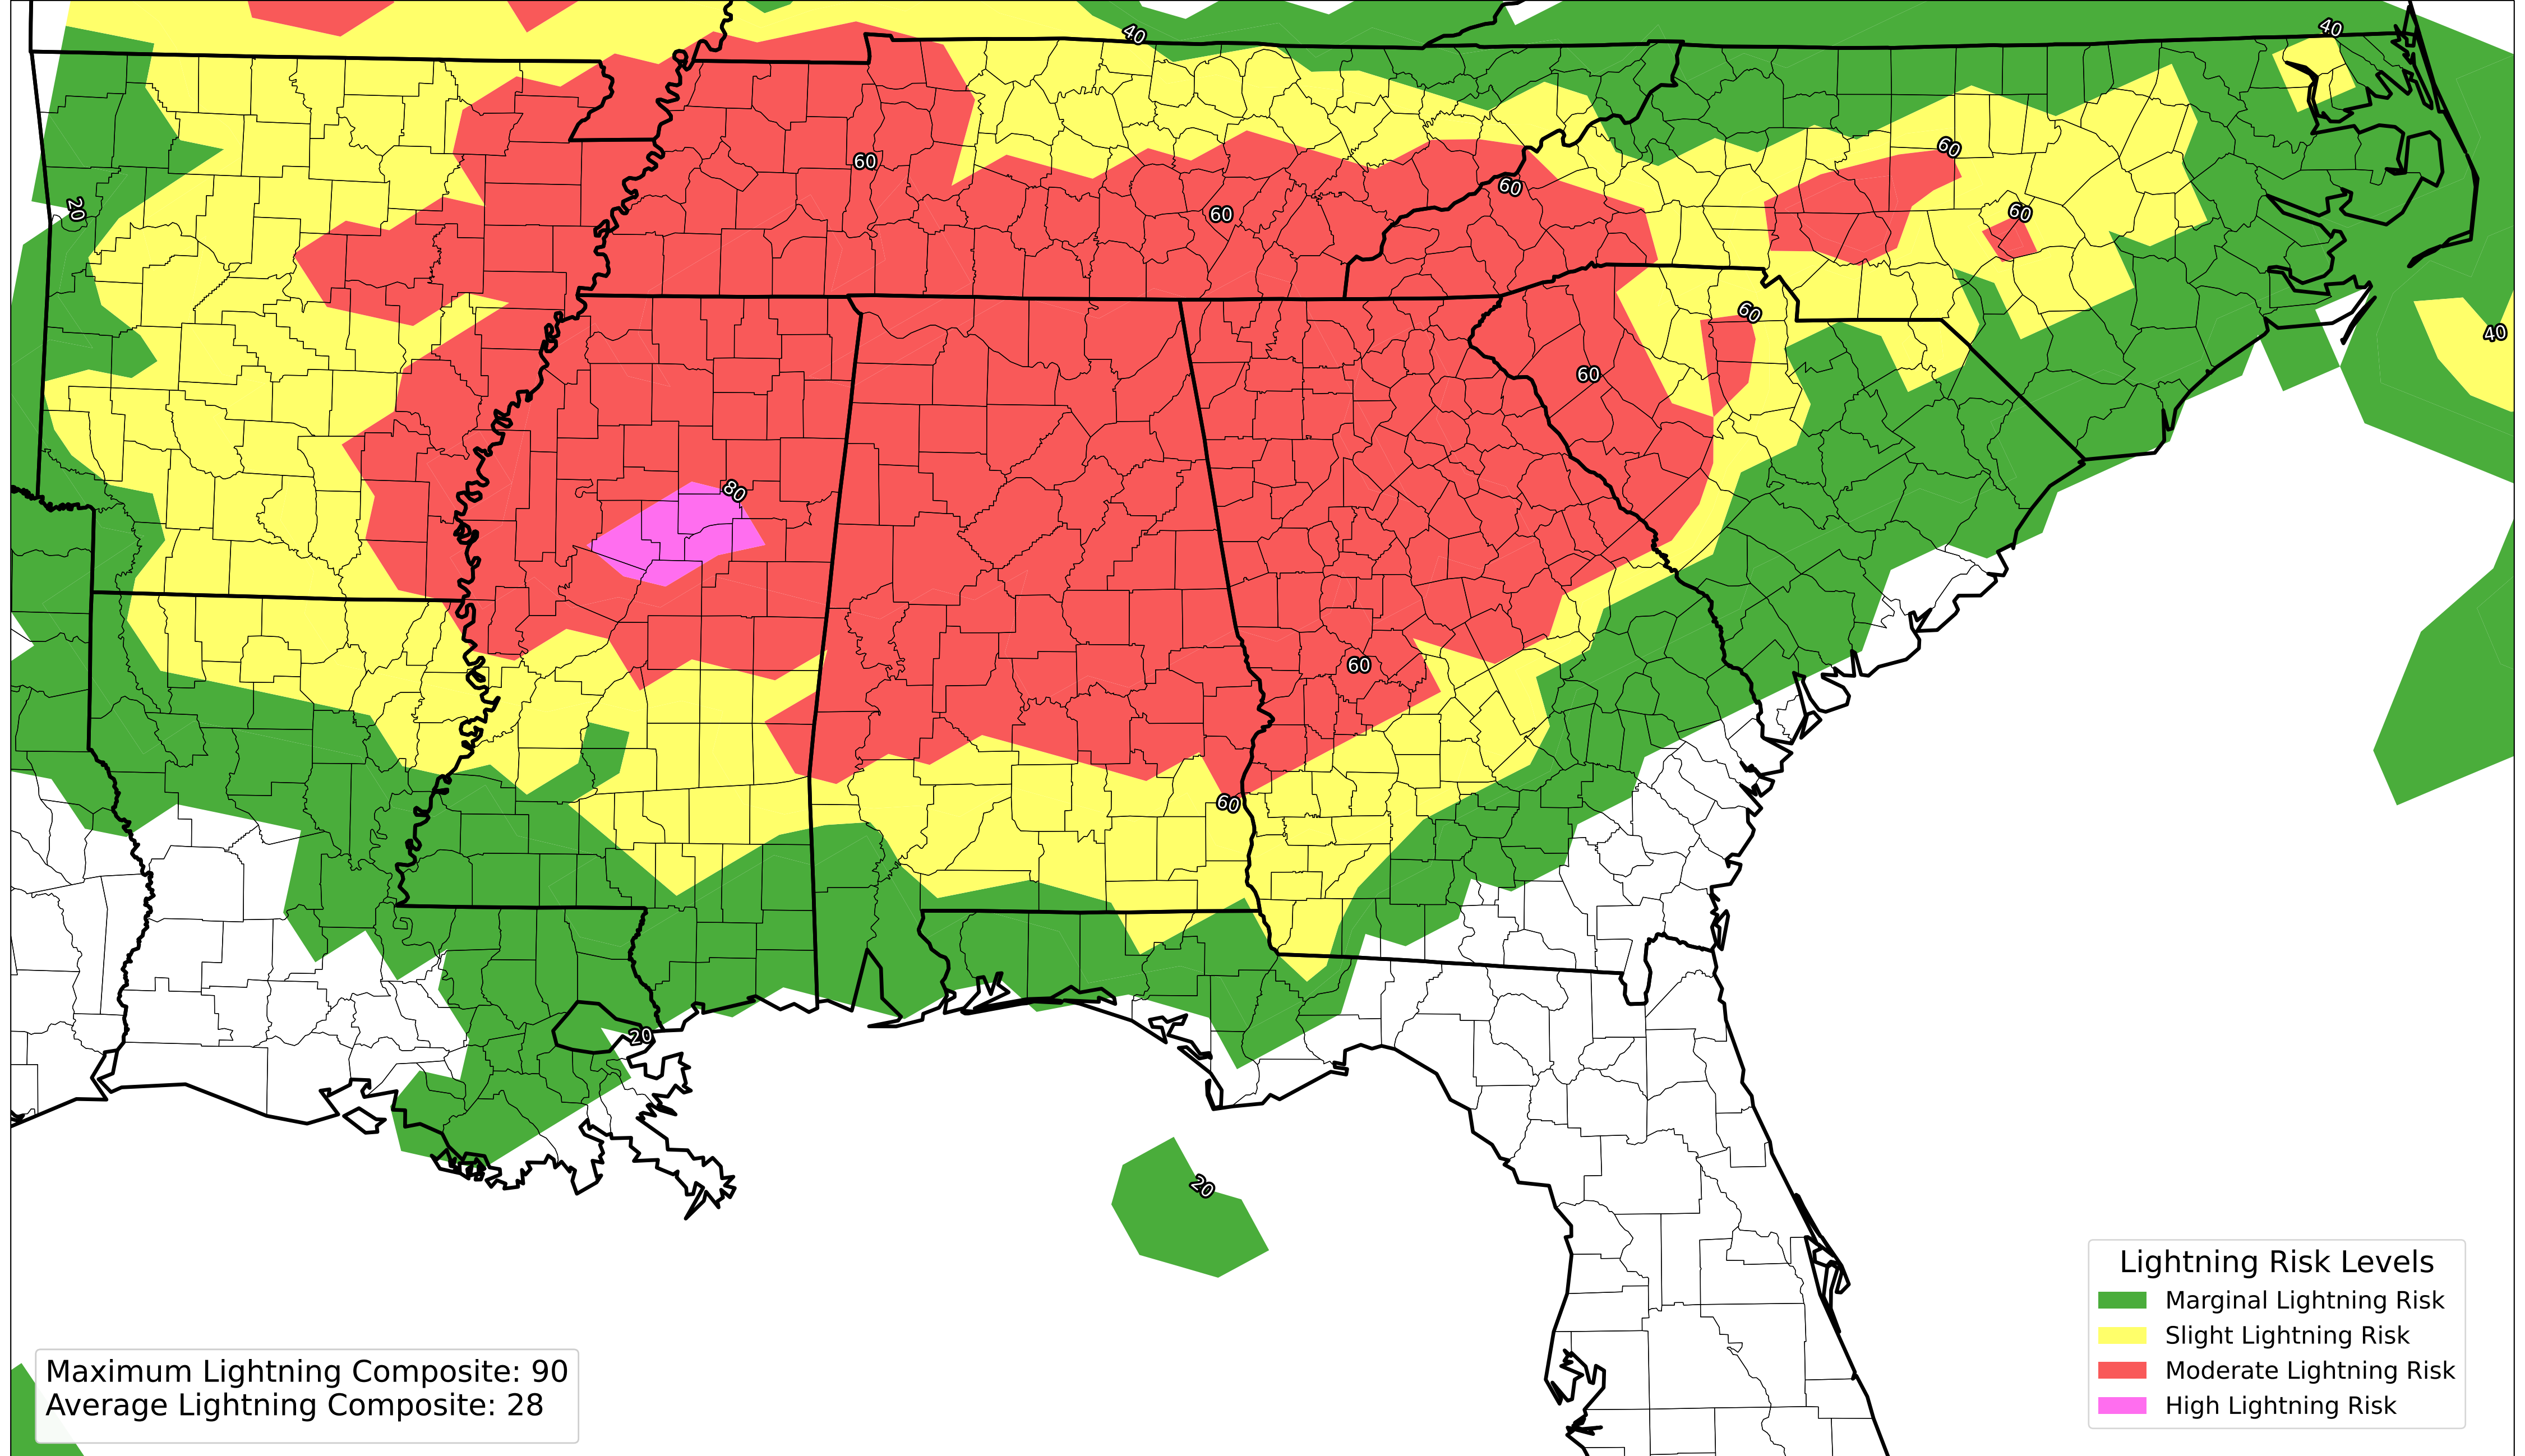 40
40
60
60
20
60
60
60
60
40
60
80
60
60
20
20
Lightning Risk Levels
Marginal Lightning Risk
Slight Lightning Risk
Moderate Lightning Risk
High Lightning Risk
Maximum Lightning Composite: 90
Average Lightning Composite: 28